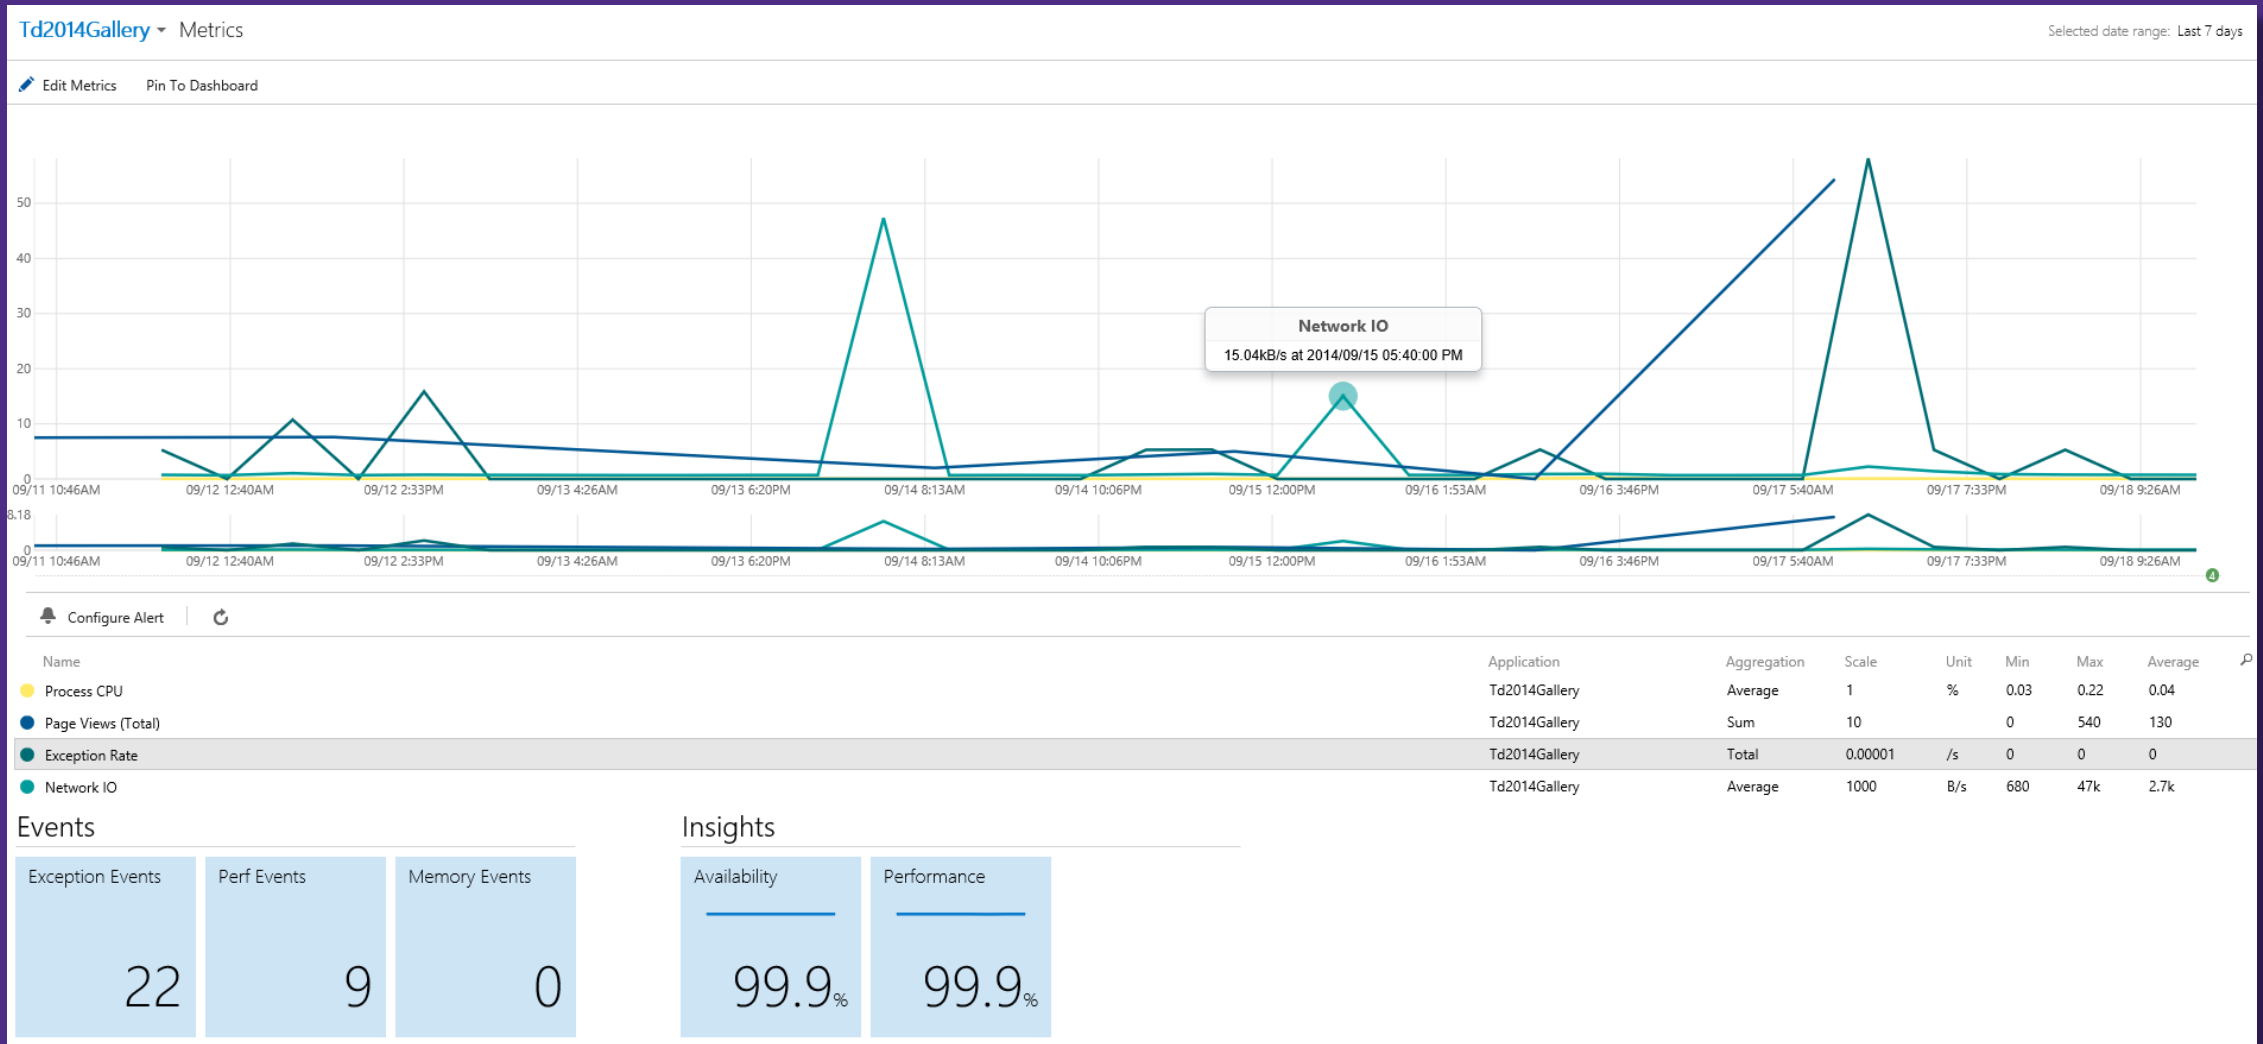 Td2014Gallery Metrics
Selected date range: Last 7 days
Edit Metrics Pin To Dashboard
50
40
30
20
10
0
09/11 10:46AM 09/12 12:40AM 09/12 2:33PM 09/13 4:26AM 09/13 6:20PM 09/14 8:13AM 09/14 10:06PM 09/15 12:00PM 09/16 1:53AM 09/16 3:46PM 09/17 5:40AM 09/17 7:33PM 09/18 9:26AM
Network IO
15.04kB/s at 2014/09/15 05:40:00 PM
8.18
0
09/11 10:46AM 09/12 12:40AM 09/12 2:33PM 09/13 4:26AM 09/13 6:20PM 09/14 8:13AM 09/14 10:06PM 09/15 12:00PM 09/16 1:53AM 09/16 3:46PM 09/17 5:40AM 09/17 7:33PM 09/18 9:26AM
4
Configure Alert
Name Application Aggregation Scale Unit Min Max Average
Process CPU Td2014Gallery Average 1 % 0.03 0.22 0.04
Page Views (Total) Td2014Gallery Sum 10 0 540 130
Exception Rate Td2014Gallery Total 0.00001 /s 0 0 0
Network IO Td2014Gallery Average 1000 B/s 680 47k 2.7k
Events
Exception Events
22
Perf Events
9
Memory Events
0
Insights
Availability
99.9%
Performance
99.9%